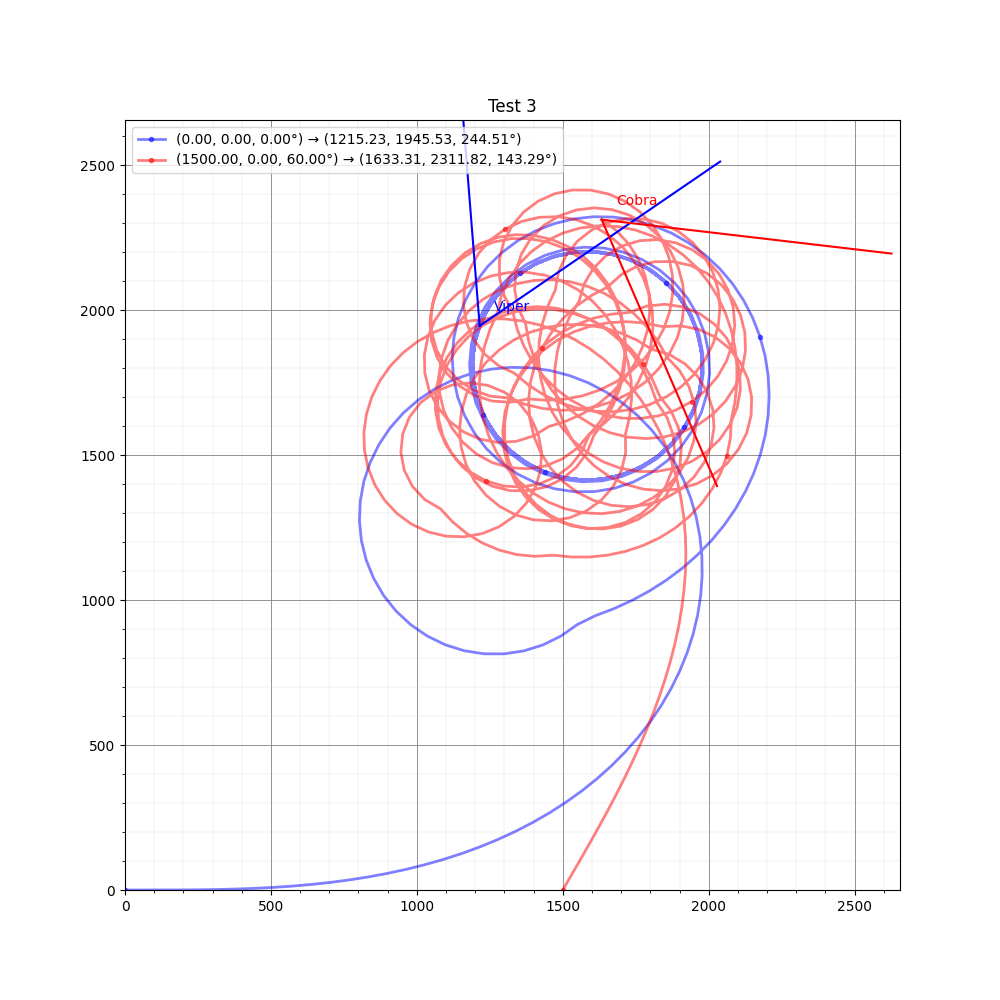 Test 3
(0.00, 0.00, 0.00°) → (1215.23, 1945.53, 244.51°)
(1500.00, 0.00, 60.00°) → (1633.31, 2311.82, 143.29°)
Cobra
Viper
2500
2000
1500
1000
500
0
0 500 1000 1500 2000 2500